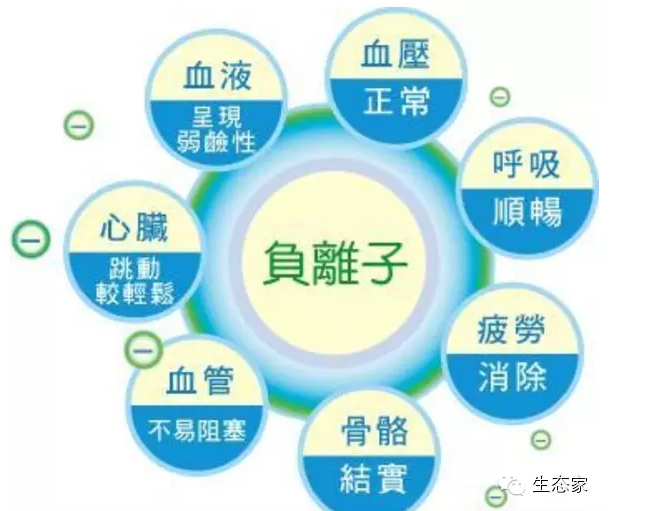 血壓
正常
呼吸
順暢
疲勞
消除
骨骼
結實
血管
不易阻塞
心臟
跳動
較輕鬆
血液
呈現
弱鹼性
負離子
生态家